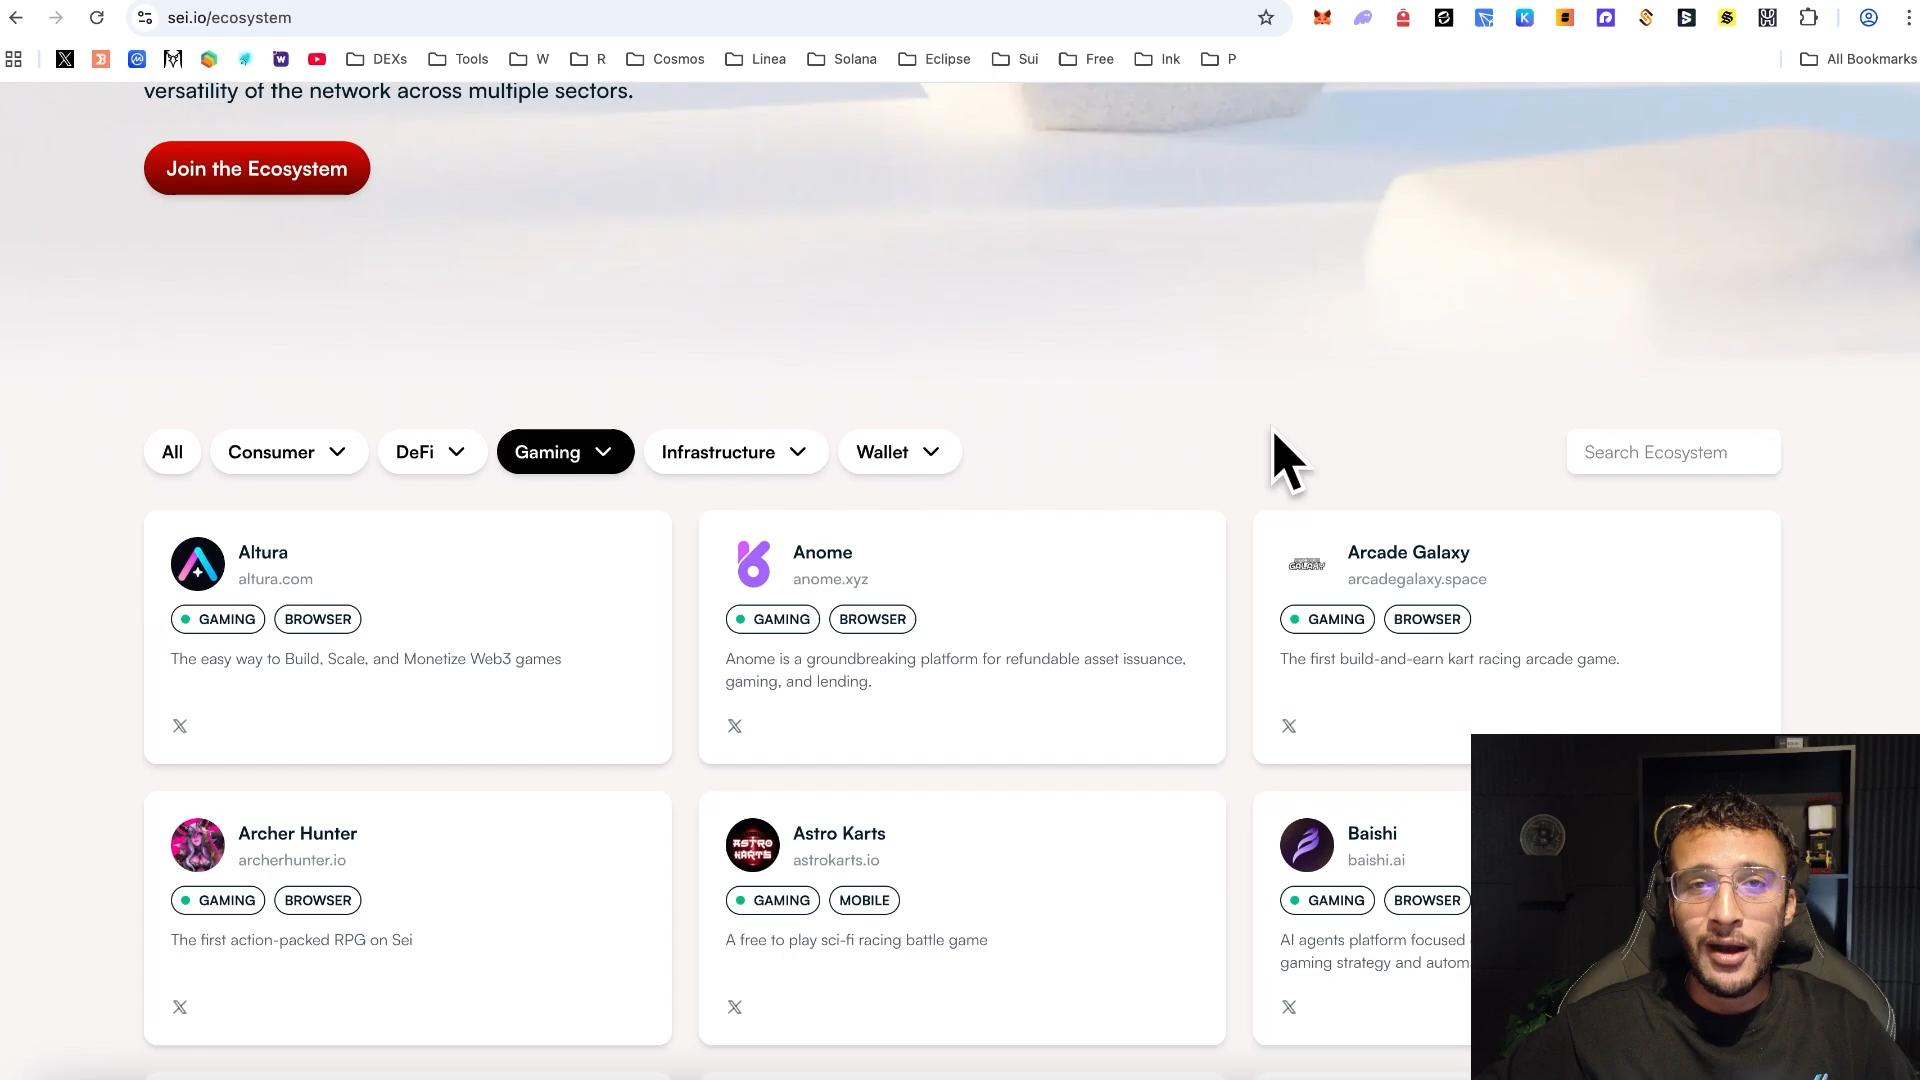 sei.io/ecosystem
DEXs Tools W R Cosmos Linea Solana Eclipse Sui Free Ink P All Bookmarks
versatility of the network across multiple sectors.
Join the Ecosystem
All Consumer DeFi Gaming Infrastructure Wallet Search Ecosystem
Altura
altura.com
GAMING BROWSER
The easy way to Build, Scale, and Monetize Web3 games
Anome
anome.xyz
GAMING BROWSER
Anome is a groundbreaking platform for refundable asset issuance,
gaming, and lending.
GALAXY
Arcade Galaxy
arcadegalaxy.space
GAMING BROWSER
The first build-and-earn kart racing arcade game.
Archer Hunter
archerhunter.io
GAMING BROWSER
The first action-packed RPG on Sei
ASTRO
KARTS
Astro Karts
astrokarts.io
GAMING MOBILE
A free to play sci-fi racing battle game
Baishi
baishi.ai
GAMING BROWSER
AI agents platform focused
gaming strategy and autom